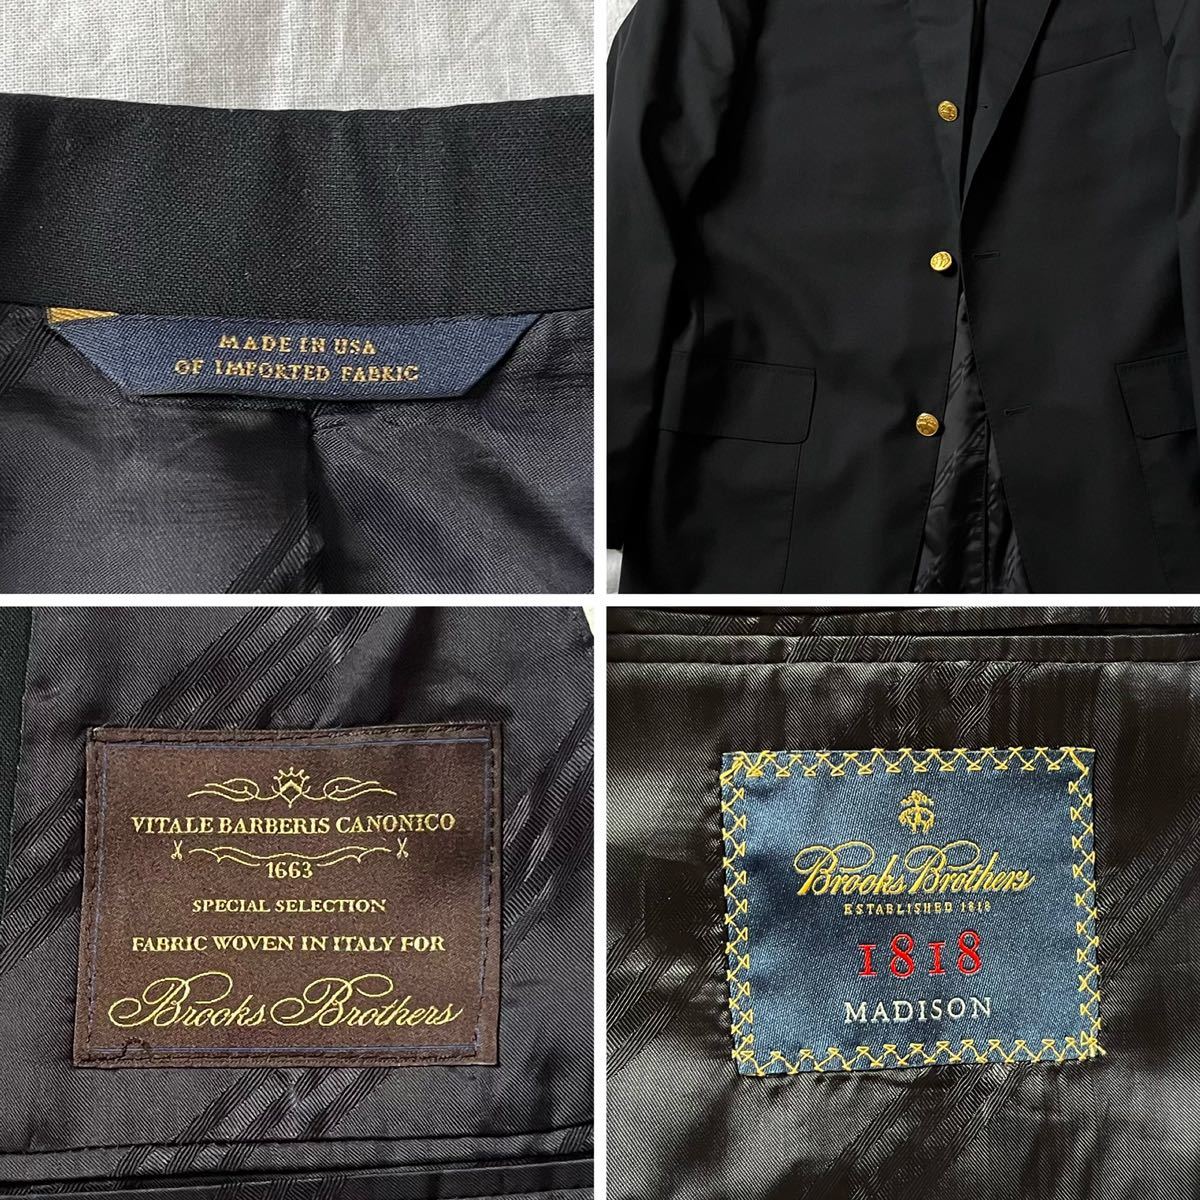 MADE IN USA
OF IMPORTED FABRIC
VITALE BARBERIS CANONICO
1663
SPECIAL SELECTION
FABRIC WOVEN IN ITALY FOR
Brooks Brothers
Brooks Brothers
ESTABLISHED 1818
1818
MADISON